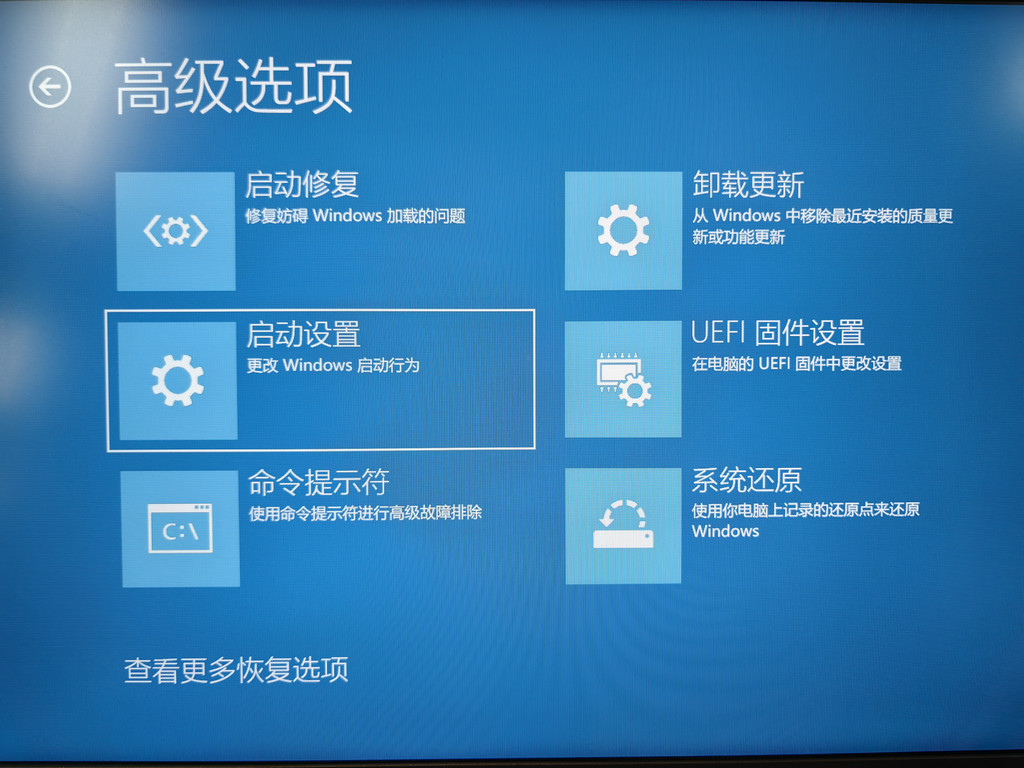 高级选项
启动修复
修复妨碍 Windows 加载的问题
启动设置
更改 Windows 启动行为
C:\
命令提示符
使用命令提示符进行高级故障排除
卸载更新
从 Windows 中移除最近安装的质量更
新或功能更新
UEFI 固件设置
在电脑的 UEFI 固件中更改设置
系统还原
使用你电脑上记录的还原点来还原
Windows
查看更多恢复选项